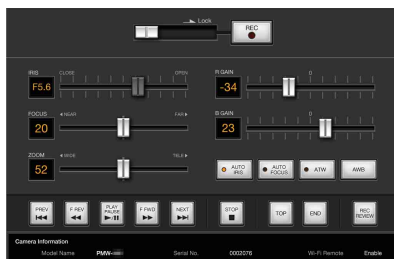 Lock
REC
IRIS CLOSE OPEN
F5.6
R.GAIN 0
-34
FOCUS NEAR FAR
20
B.GAIN 0
23
ZOOM WIDE TELE
52
AUTO IRIS
AUTO FOCUS
ATW
AWB
PREV
F REV
PLAY PAUSE
F FWD
NEXT
STOP
TOP
END
REC REVIEW
Camera Information
Model Name PMW- Serial No. 0002076 Wi-Fi Remote Enable